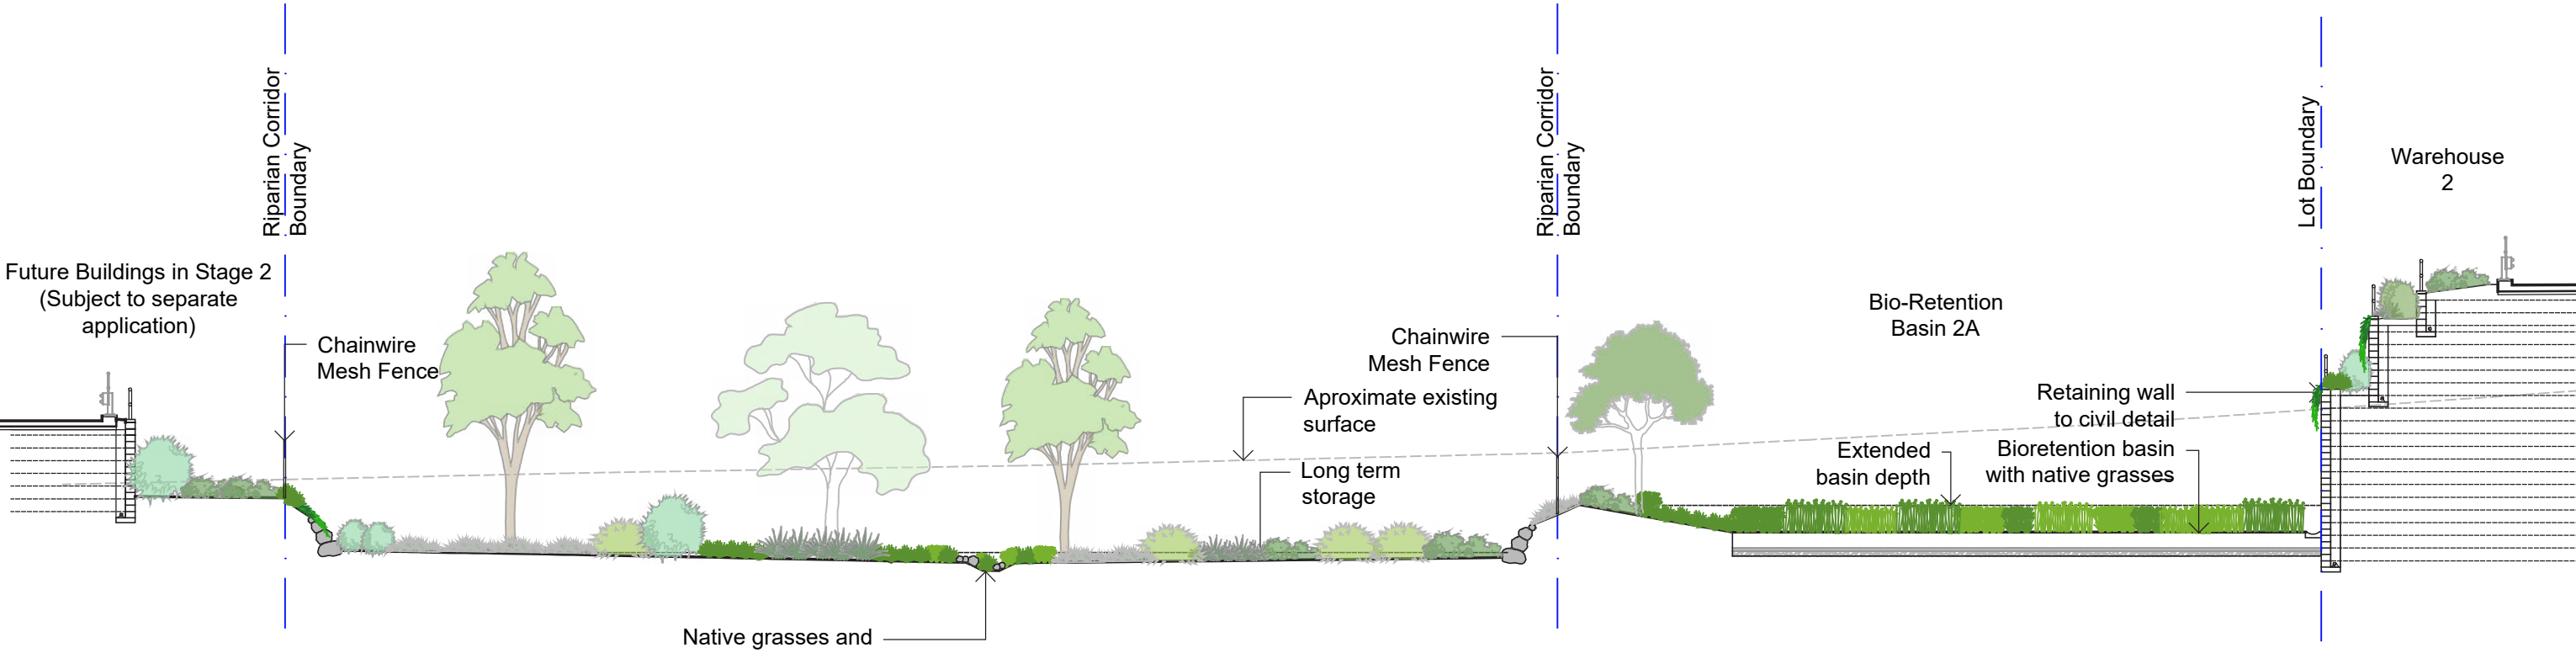 Riparian Corridor
Boundary
Riparian Corridor
Boundary
Lot Boundary
Warehouse
2
Future Buildings in Stage 2
(Subject to separate
application)
Chainwire
Mesh Fence
Chainwire
Mesh Fence
Aproximate existing
surface
Long term
storage
Bio-Retention
Basin 2A
Retaining wall
to civil detail
Extended
basin depth
Bioretention basin
with native grasses
Native grasses and